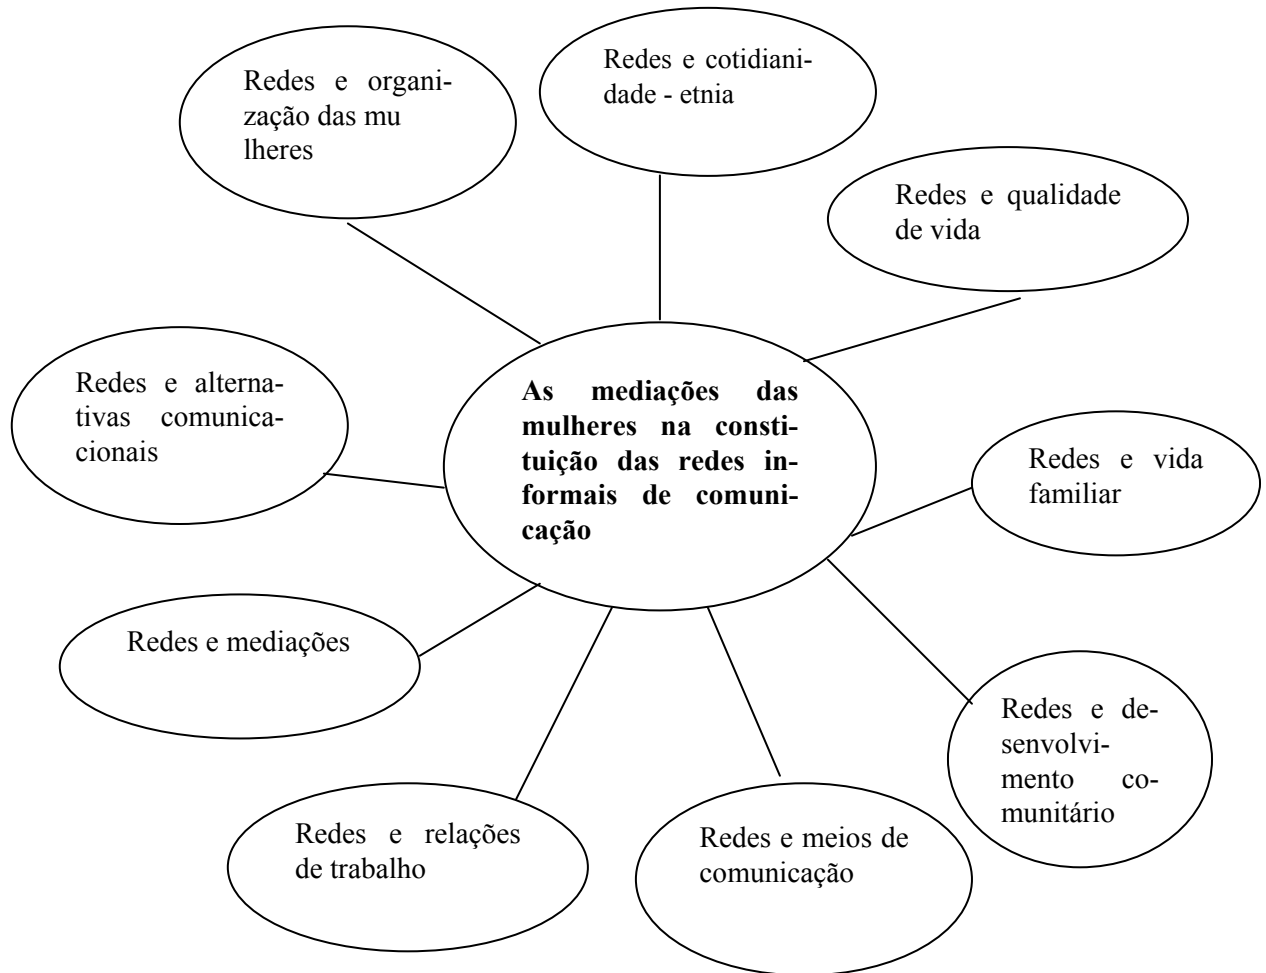 Redes e organi-
zação das mu
lheres
Redes e cotidiani-
dade - etnia
Redes e qualidade
de vida
Redes e alterna-
tivas comunica-
cionais
As mediações das
mulheres na consti-
tuição das redes in-
formais de comuni-
cação
Redes e vida
familiar
Redes e mediações
Redes e de-
senvolvi-
mento co-
munitário
Redes e relações
de trabalho
Redes e meios de
comunicação